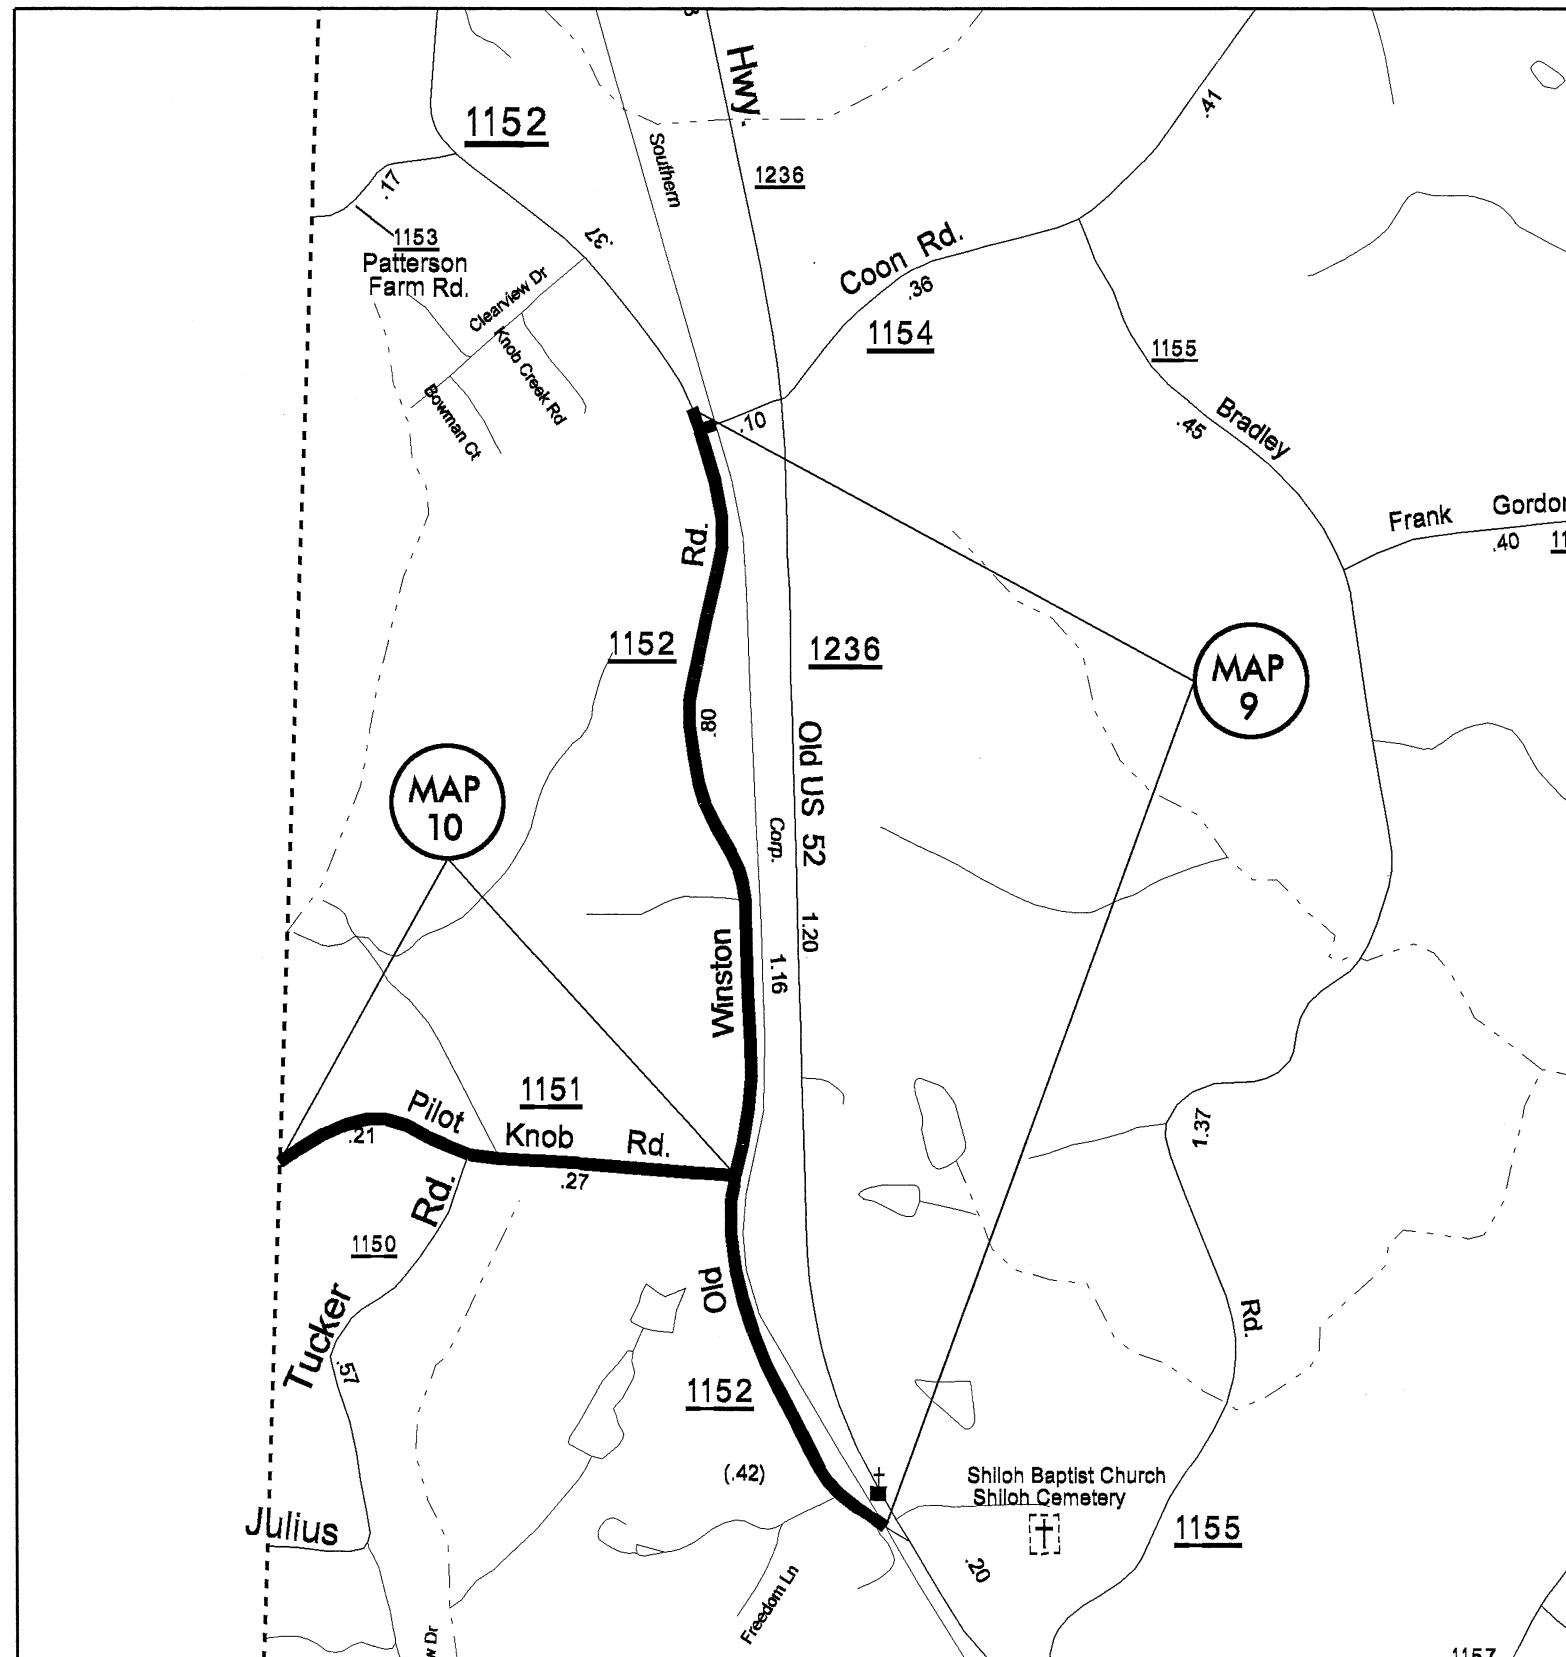 Hwy.
1152
.41
Southern
1236
.17
1153
Patterson
Farm Rd.
.37
Coon Rd.
.36
Clearview Dr
Knob Creek Rd
Bowman Ct
1154
1155
.10
.45
Bradley
Frank Gordon
.40
Rd.
1152
1236
MAP
9
.80
Old US 52
MAP
10
Corp.
1.20
1.16
Winston
1151
Pilot Knob Rd.
.21
.27
1.37
Rd.
1150
Tucker
.57
Old
Rd.
1152
(.42)
Shiloh Baptist Church
Shiloh Cemetery
Julius
1155
.20
Freedom Ln
w Dr
1157